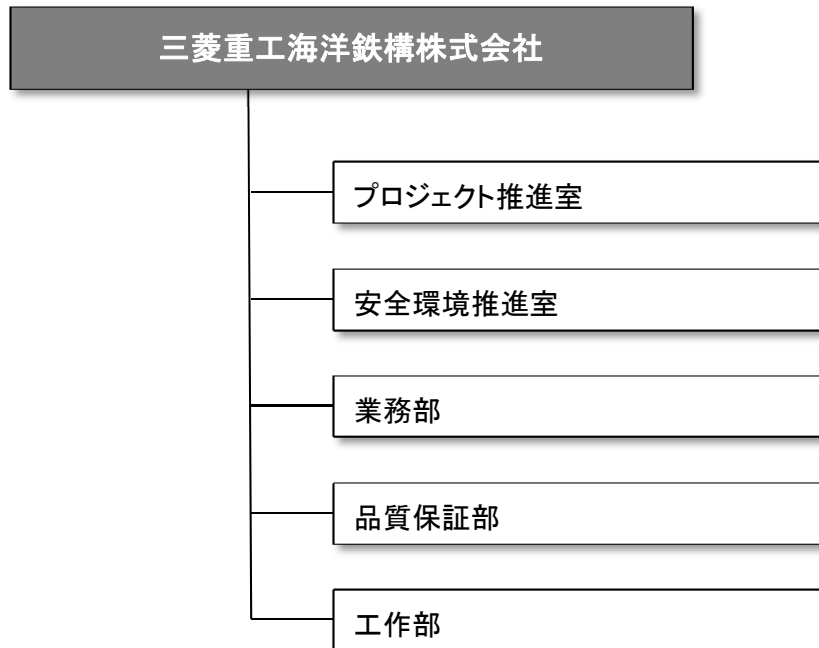 三菱重工海洋鉄構株式会社
プロジェクト推進室
安全環境推進室
業務部
品質保証部
工作部